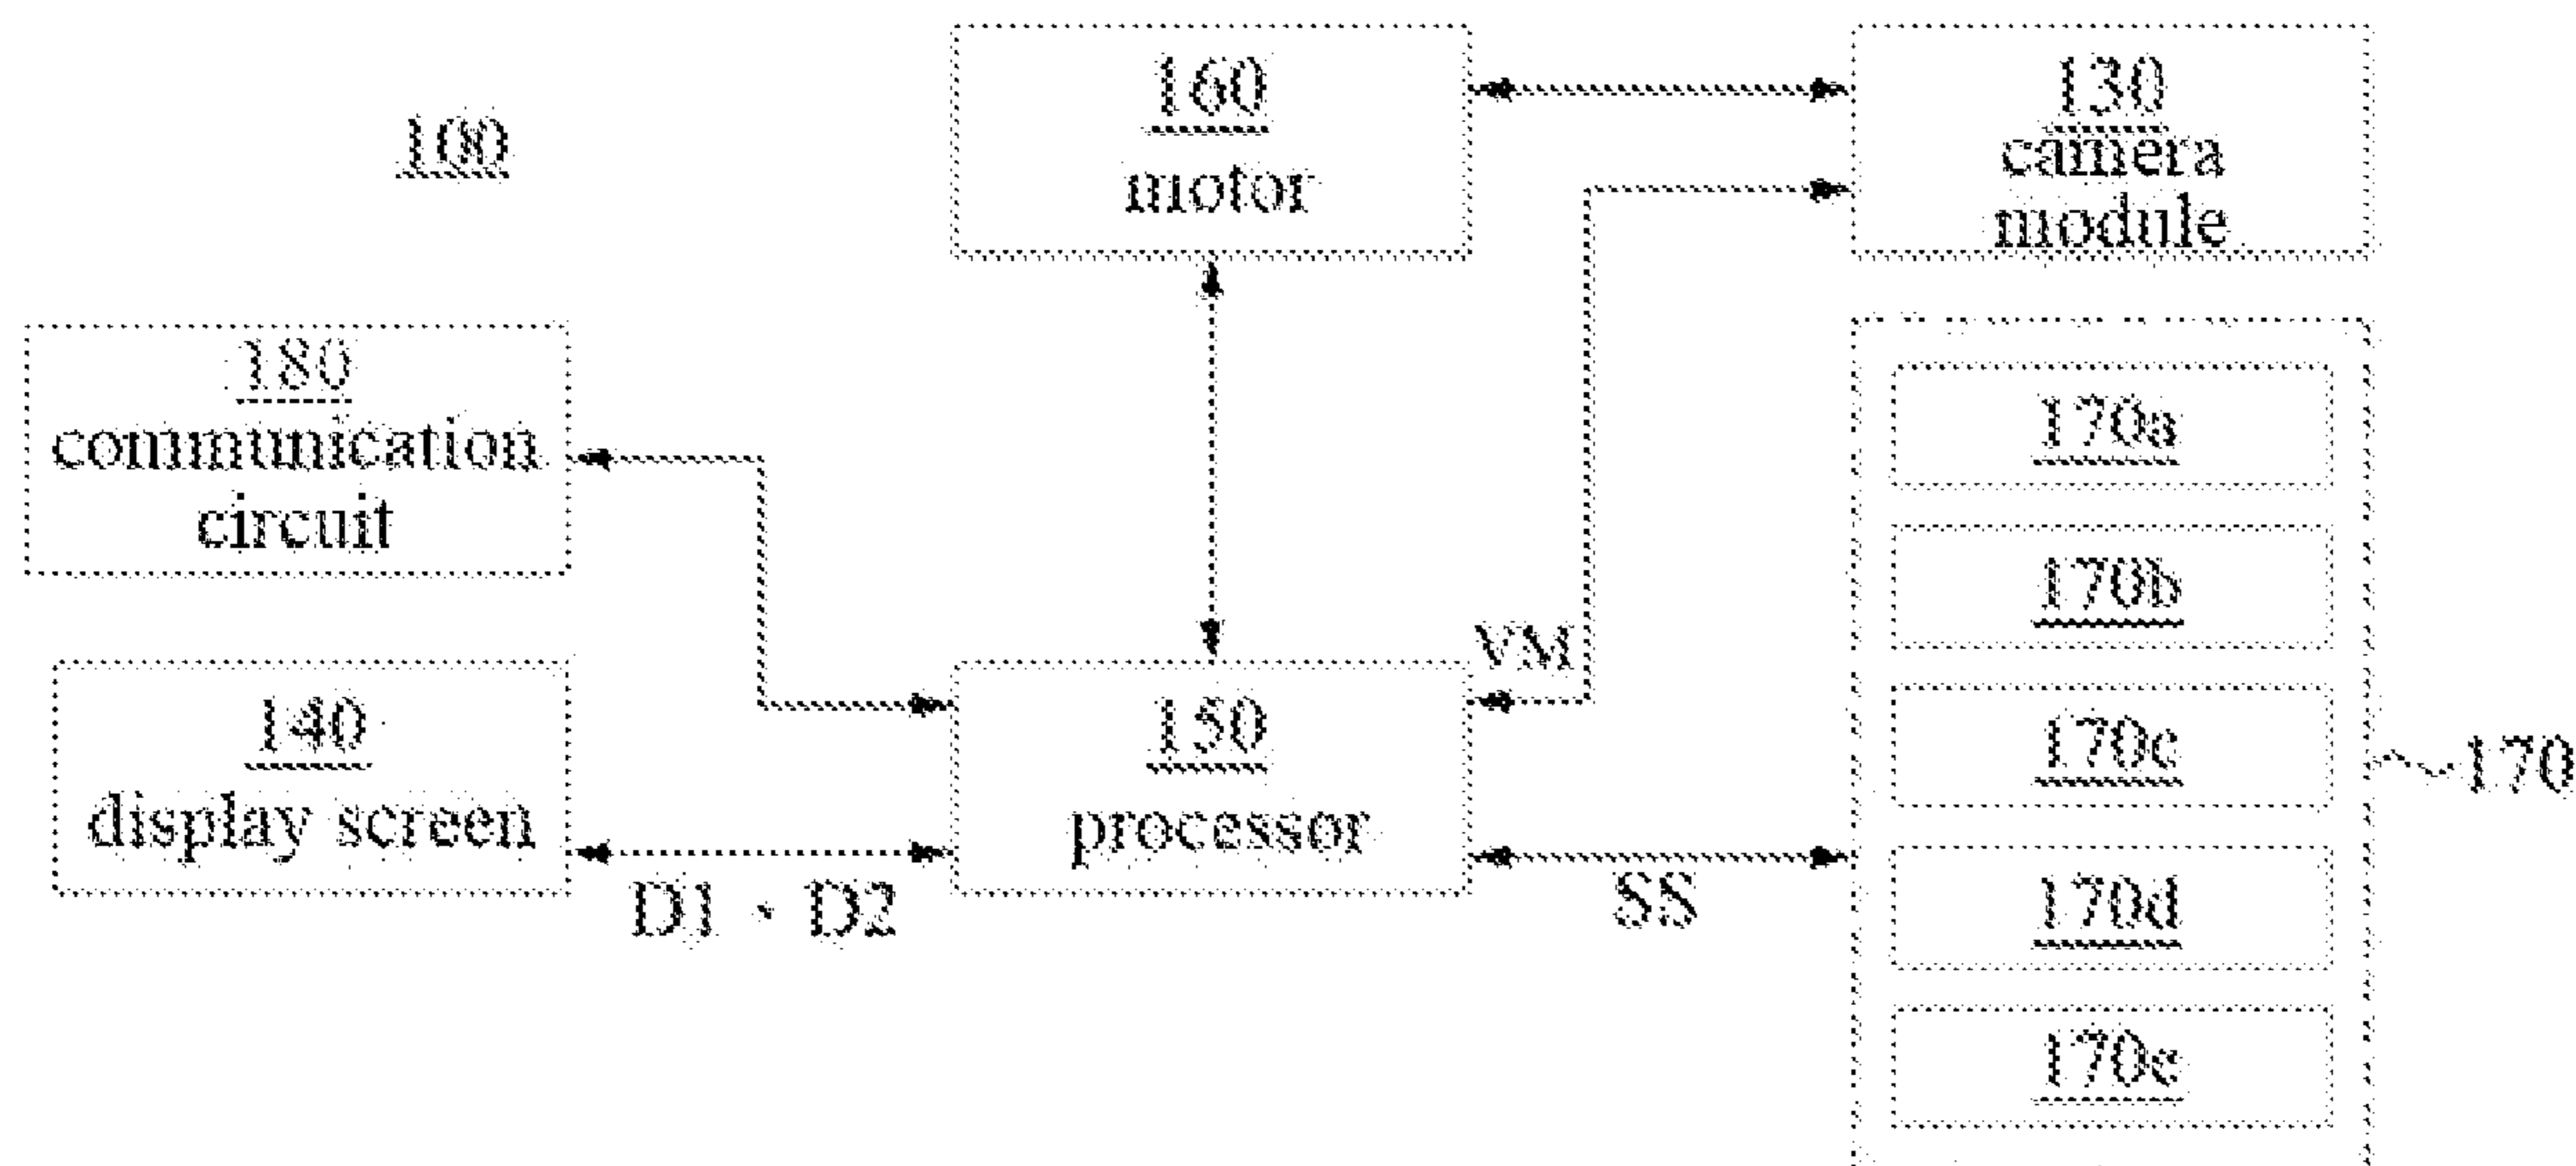 100
160
motor
130
camera
module
180
communication
circuit
170a
170b
VM
140
display screen
150
processor
170c
170
D1 、 D2
SS
170d
170e